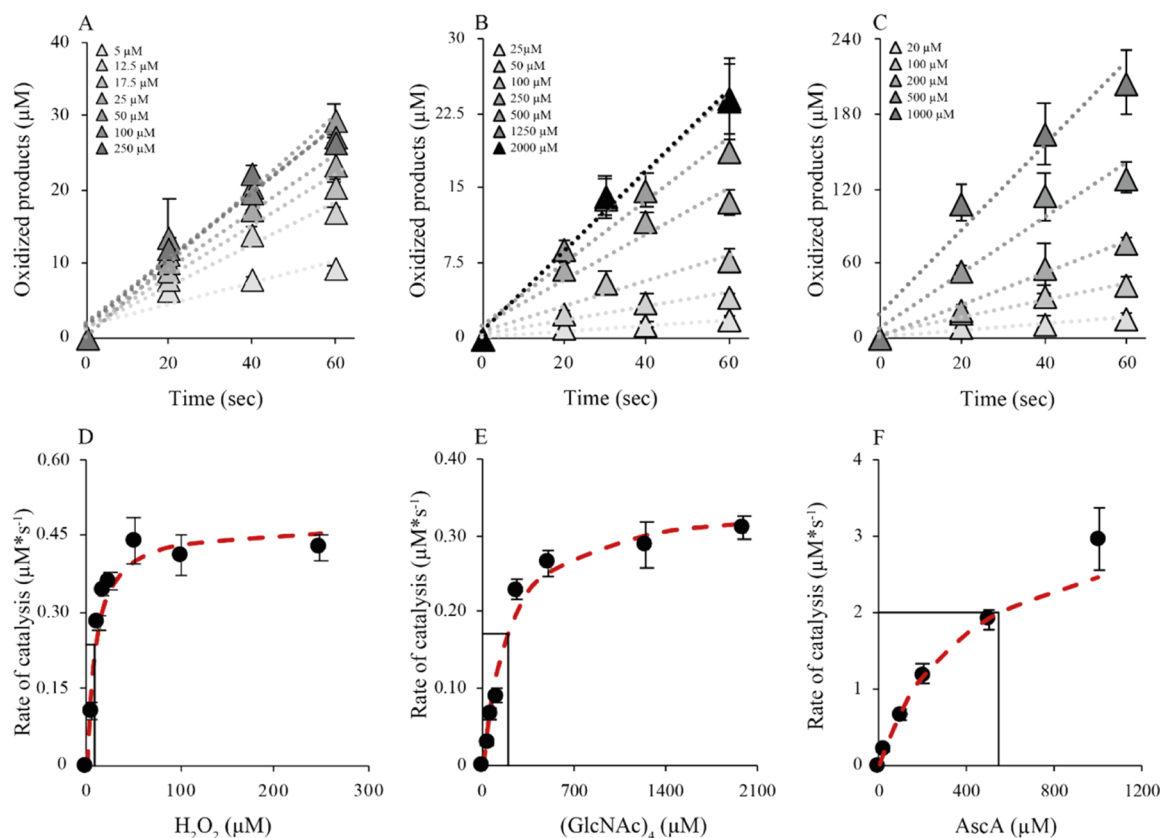 A
Oxidized products (µM)
40
30
20
10
0
5 µM
12.5 µM
17.5 µM
25 µM
50 µM
100 µM
250 µM
0 20 40 60
Time (sec)
B
Oxidized products (µM)
30
22.5
15
7.5
0
25µM
50 µM
100 µM
250 µM
500 µM
1250 µM
2000 µM
0 20 40 60
Time (sec)
C
Oxidized products (µM)
240
180
120
60
0
20 µM
100 µM
200 µM
500 µM
1000 µM
0 20 40 60
Time (sec)
D
Rate of catalysis (µM*s⁻¹)
0.60
0.45
0.30
0.15
0
0 100 200 300
H₂O₂ (µM)
E
Rate of catalysis (µM*s⁻¹)
0.40
0.30
0.20
0.10
0.00
0 700 1400 2100
(GlcNAc)₄ (µM)
F
Rate of catalysis (µM*s⁻¹)
4
3
2
1
0
0 400 800 1200
AscA (µM)